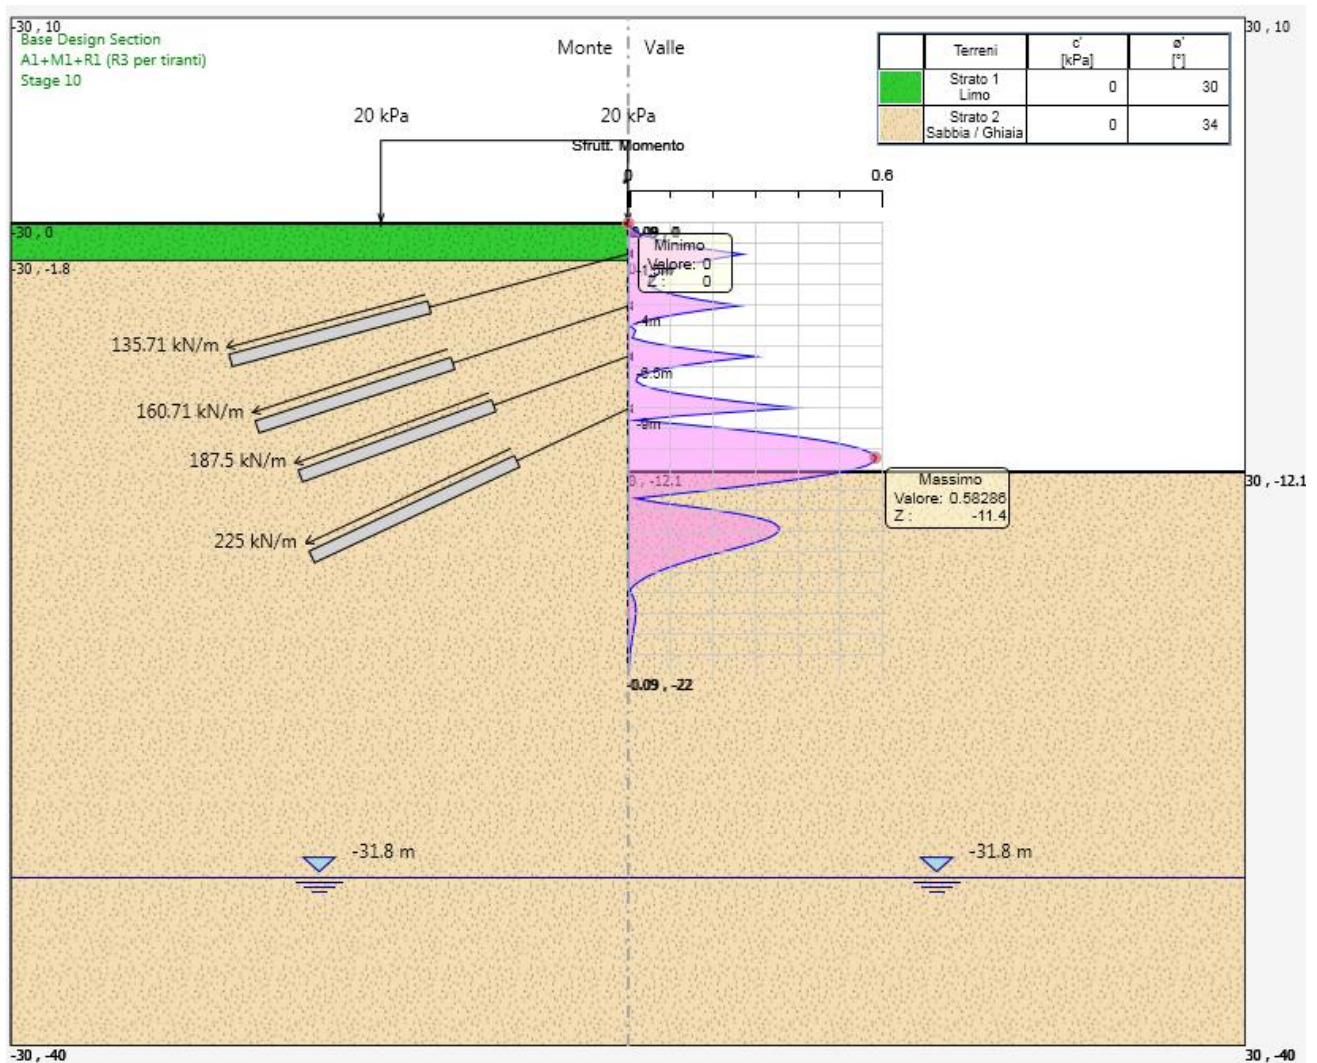 -30 , 10
30 , 10
Base Design Section
A1+M1+R1 (R3 per tiranti)
Stage 10
Monte
Valle
Terreni
c'
[kPa]
ø'
[°]
Strato 1
Limo
0
30
Strato 2
Sabbia / Ghiaia
0
34
20 kPa
20 kPa
Sfrutt. Momento
0
0.6
-30 , 0
Minimo
Valore: 0
Z : 0
-30 , -1.8
-1.5m
-4m
135.71 kN/m
-6.5m
160.71 kN/m
-9m
187.5 kN/m
0 , -12.1
30 , -12.1
Massimo
Valore: 0.58286
Z : -11.4
225 kN/m
-31.8 m
-31.8 m
-30 , -40
30 , -40